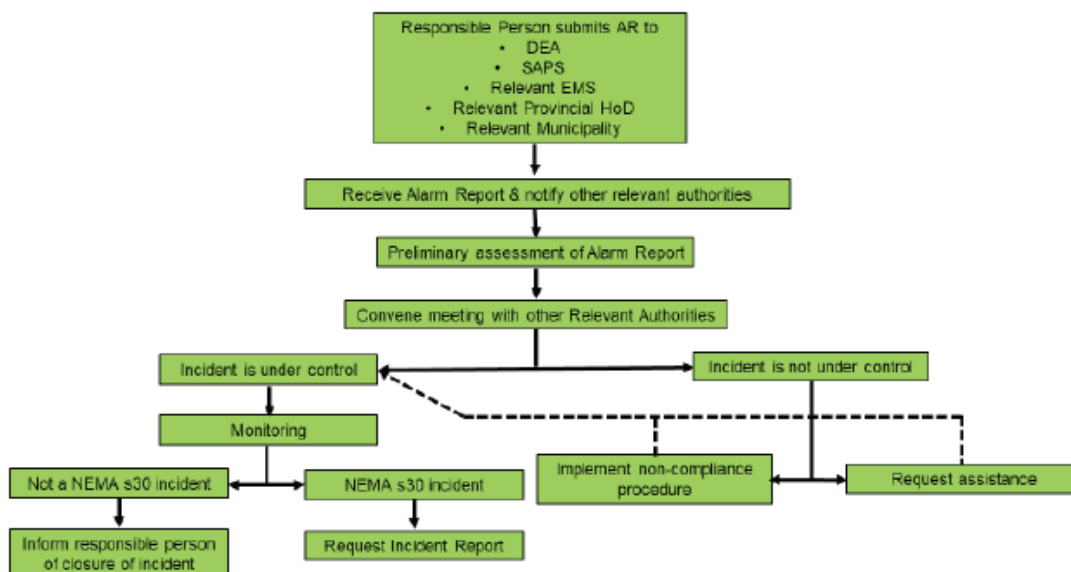 Responsible Person submits AR to
• DEA
• SAPS
• Relevant EMS
• Relevant Provincial HoD
• Relevant Municipality
Receive Alarm Report & notify other relevant authorities
Preliminary assessment of Alarm Report
Convene meeting with other Relevant Authorities
Incident is under control
Incident is not under control
Monitoring
Implement non-compliance
procedure
Request assistance
Not a NEMA s30 incident
NEMA s30 incident
Inform responsible person
of closure of incident
Request Incident Report